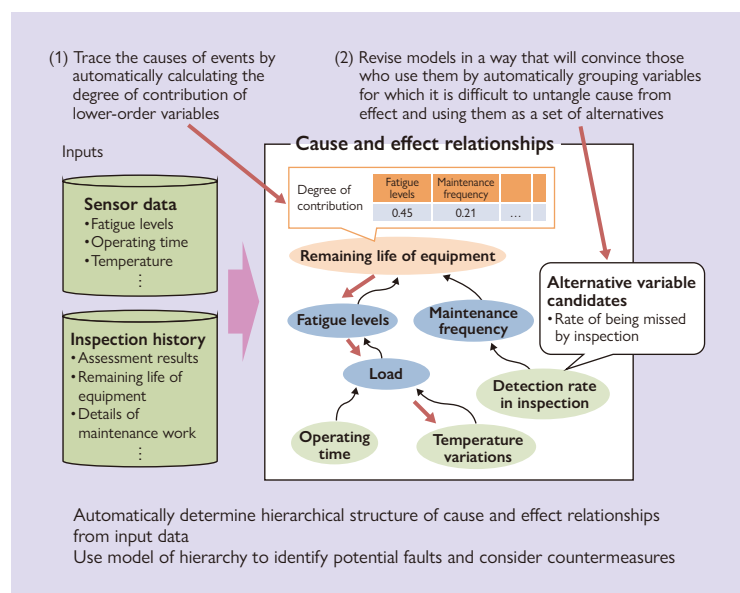 (1) Trace the causes of events by
automatically calculating the
degree of contribution of
lower-order variables
(2) Revise models in a way that will convince those
who use them by automatically grouping variables
for which it is difficult to untangle cause from
effect and using them as a set of alternatives
Inputs
Sensor data
•Fatigue levels
•Operating time
•Temperature
⋮
Inspection history
•Assessment results
•Remaining life of
equipment
•Details of
maintenance work
⋮
Cause and effect relationships
Degree of
contribution
Fatigue
levels
Maintenance
frequency
0.45
0.21
...
Remaining life of equipment
Fatigue levels
Maintenance
frequency
Alternative variable
candidates
•Rate of being missed
by inspection
Load
Detection rate
in inspection
Operating
time
Temperature
variations
Automatically determine hierarchical structure of cause and effect relationships
from input data
Use model of hierarchy to identify potential faults and consider countermeasures